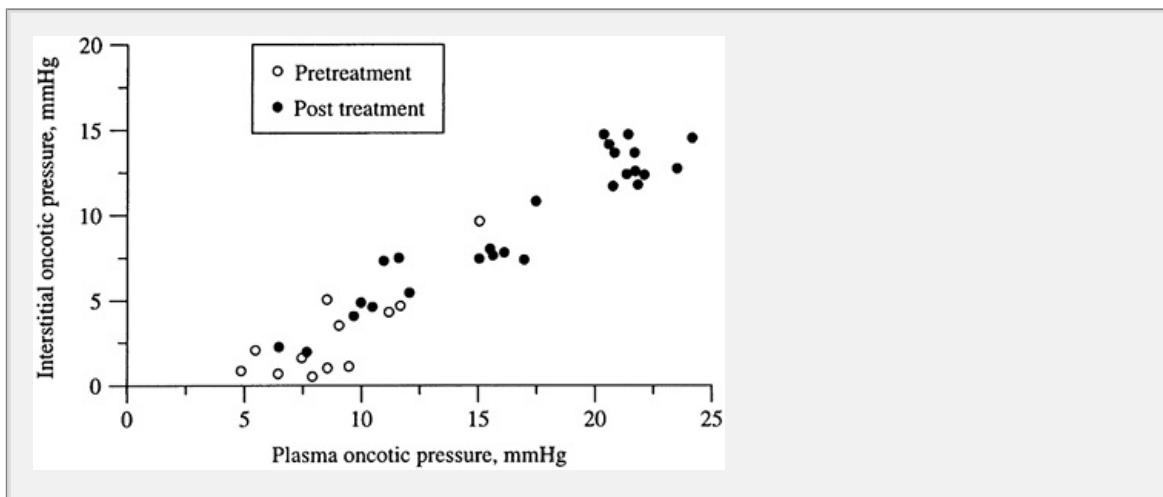 20
Pretreatment
Post treatment
15
10
5
0
Interstitial oncotic pressure, mmHg
0 5 10 15 20 25
Plasma oncotic pressure, mmHg